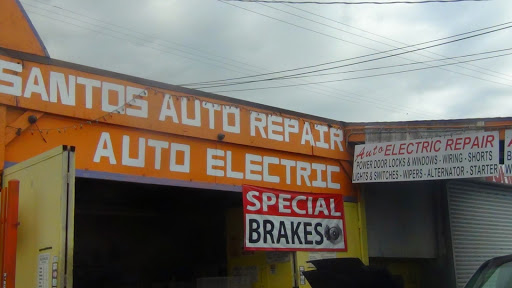 SANTOS AUTO REPAIR
AUTO ELECTRIC
SPECIAL
BRAKES
Auto ELECTRIC REPAIR
POWER DOOR LOCKS & WINDOWS - WIRING - SHORTS
LIGHTS & SWITCHES - WIPERS - ALTERNATOR - STARTER